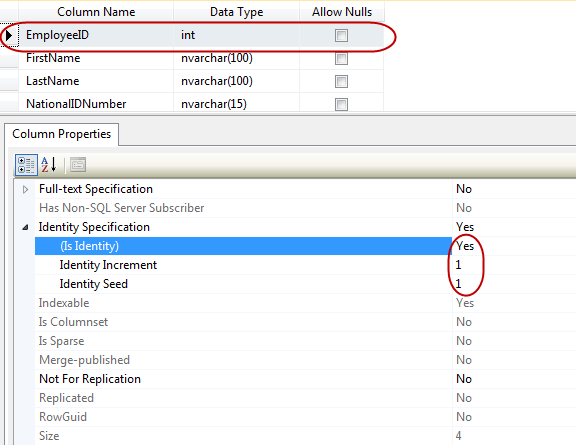 Column Name Data Type Allow Nulls
EmployeeID int
FirstName nvarchar(100)
LastName nvarchar(100)
NationalIDNumber nvarchar(15)
Column Properties
A
Z
Full-text Specification No
Has Non-SQL Server Subscriber No
Identity Specification Yes
(Is Identity) Yes
Identity Increment 1
Identity Seed 1
Indexable Yes
Is Columnset No
Is Sparse No
Merge-published No
Not For Replication No
Replicated No
RowGuid No
Size 4